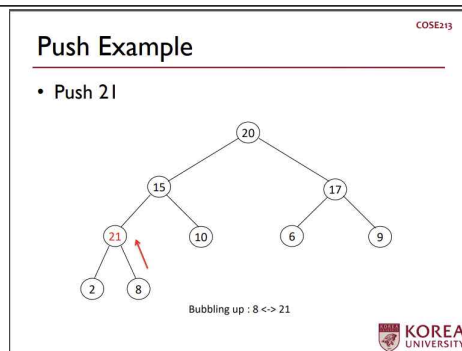 COSE213
Push Example
• Push 21
20
15
17
21
10
6
9
2
8
Bubbling up : 8 <-> 21
KOREA
KOREA
UNIVERSITY